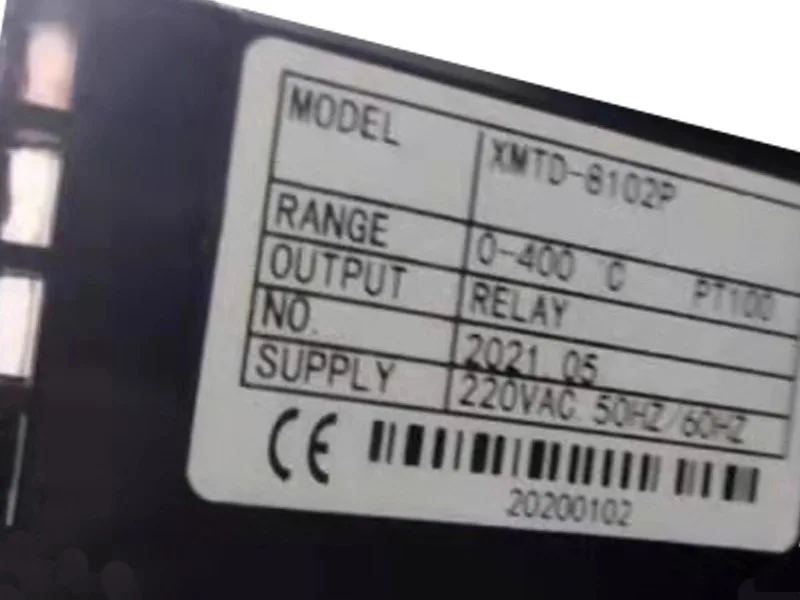 MODEL XMTD-8102P
RANGE 0-400 °C PT100
OUTPUT RELAY
NO. 2021.05
SUPPLY 220VAC 50HZ/60HZ
CE
20200102